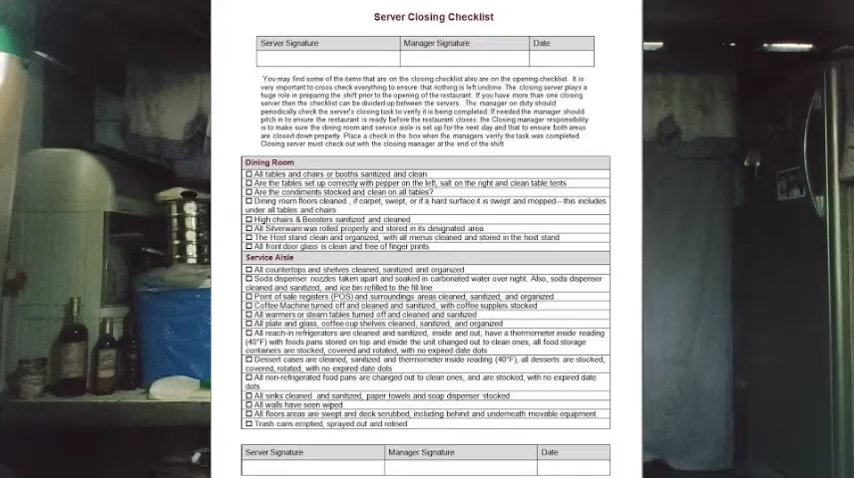 Server Closing Checklist
Server Signature Manager Signature Date
You may find some of the items that are on the closing checklist also are on the opening checklist. It is
very important to cross check everything to ensure that nothing is left undone. The closing server plays a
huge role in preparing the shift prior to the opening of the restaurant. If you have more than one closing
server then the checklist can be divided up between the servers. The manager on duty should
periodically check the server's closing task to verify it is being completed. If needed the manager should
pitch in to ensure the restaurant is ready before the restaurant closes. the Closing manager responsibility
is to make sure the dining room and service aisle is set up for the next day and that to ensure both areas
are closed down properly. Place a check in the box when the managers verify the task was completed.
Closing server must check out with the closing manager at the end of the shift
Dining Room
☐ All tables and chairs or booths sanitized and clean
☐ Are the tables set up correctly with pepper on the left, salt on the right and clean table tents
☐ Are the condiments stocked and clean on all tables?
☐ Dining room floors cleaned , if carpet, swept, or if a hard surface it is swept and mopped—this includes
under all tables and chairs
☐ High chairs & Boosters sanitized and cleaned
☐ All Silverware was rolled properly and stored in its designated area
☐ The Host stand clean and organized, with all menus cleaned and stored in the host stand
☐ All front door glass is clean and free of finger prints
Service Aisle
☐ All countertops and shelves cleaned, sanitized and organized
☐ Soda dispenser nozzles taken apart and soaked in carbonated water over night. Also, soda dispenser
cleaned and sanitized, and ice bin refilled to the fill line
☐ Point of sale registers (POS) and surroundings areas cleaned, sanitized, and organized
☐ Coffee Machine turned off and cleaned and sanitized, with coffee supplies stocked
☐ All warmers or steam tables turned off and cleaned and sanitized
☐ All plate and glass, coffee cup shelves cleaned, sanitized, and organized
☐ All reach-in refrigerators are cleaned and sanitized, inside and out, have a thermometer inside reading
(40°F) with foods pans stored on top and inside the unit changed out to clean ones, all food storage
containers are stocked, covered and rotated, with no expired date dots
☐ Dessert cases are cleaned, sanitized and thermometer inside reading (40°F), all desserts are stocked,
covered, rotated, with no expired date dots
☐ All non-refrigerated food pans are changed out to clean ones, and are stocked, with no expired date
dots
☐ All sinks cleaned and sanitized, paper towels and soap dispenser stocked
☐ All walls have seen wiped
☐ All floors areas are swept and deck scrubbed, including behind and underneath movable equipment
☐ Trash cans emptied, sprayed out and relined
Server Signature Manager Signature Date